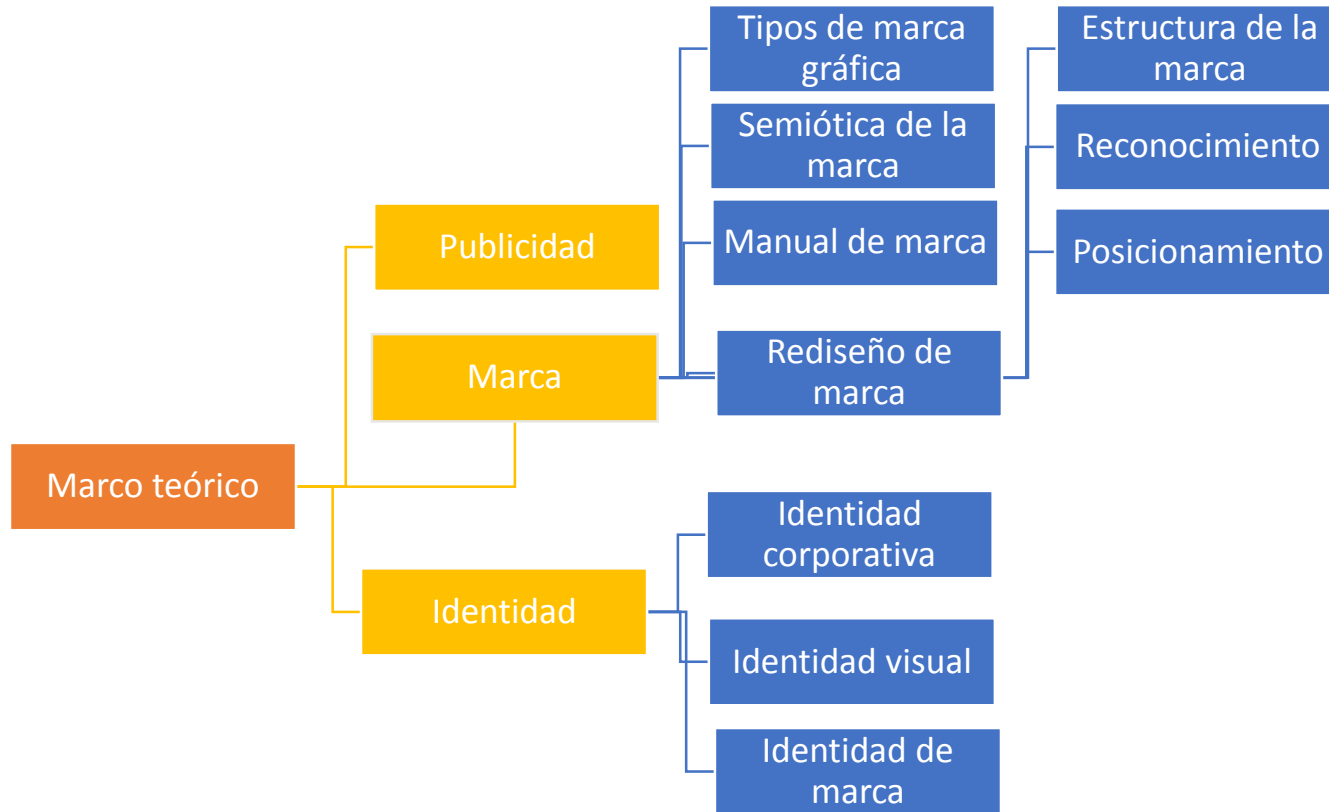 Marco teórico
Publicidad
Marca
Identidad
Tipos de marca
gráfica
Semiótica de la
marca
Manual de marca
Rediseño de
marca
Identidad
corporativa
Identidad visual
Identidad de
marca
Estructura de la
marca
Reconocimiento
Posicionamiento